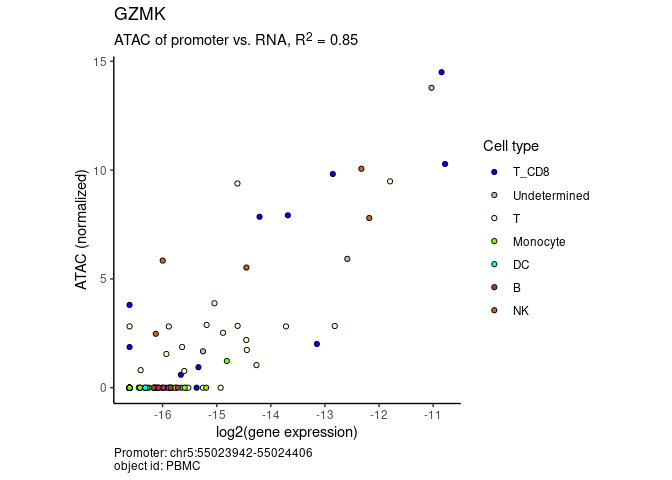 GZMK
ATAC of promoter vs. RNA, R2 = 0.85
15
10
5
0
ATAC (normalized)
-16
-15
-14
-13
-12
-11
log2(gene expression)
Cell type
T_CD8
Undetermined
T
Monocyte
DC
B
NK
Promoter: chr5:55023942-55024406
object id: PBMC